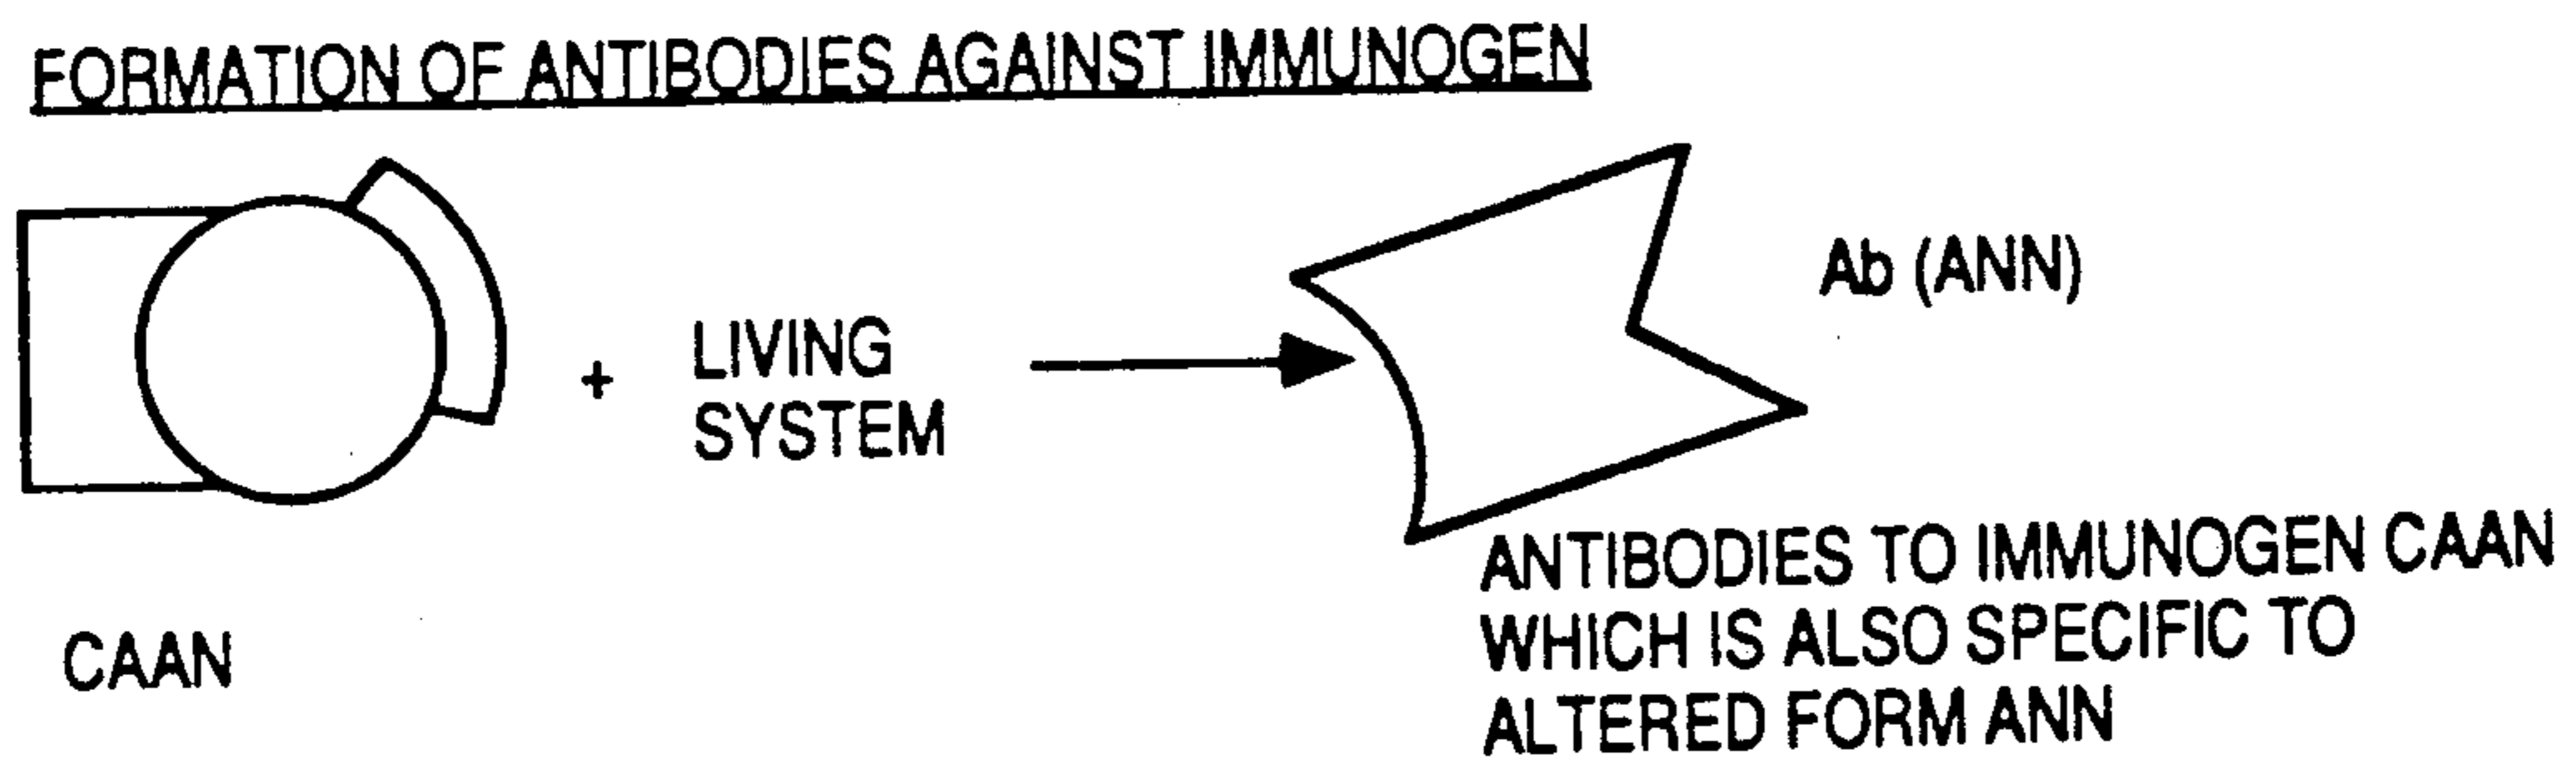 FORMATION OF ANTIBODIES AGAINST IMMUNOGEN
CAAN
+
LIVING
SYSTEM
Ab (ANN)
ANTIBODIES TO IMMUNOGEN CAAN
WHICH IS ALSO SPECIFIC TO
ALTERED FORM ANN